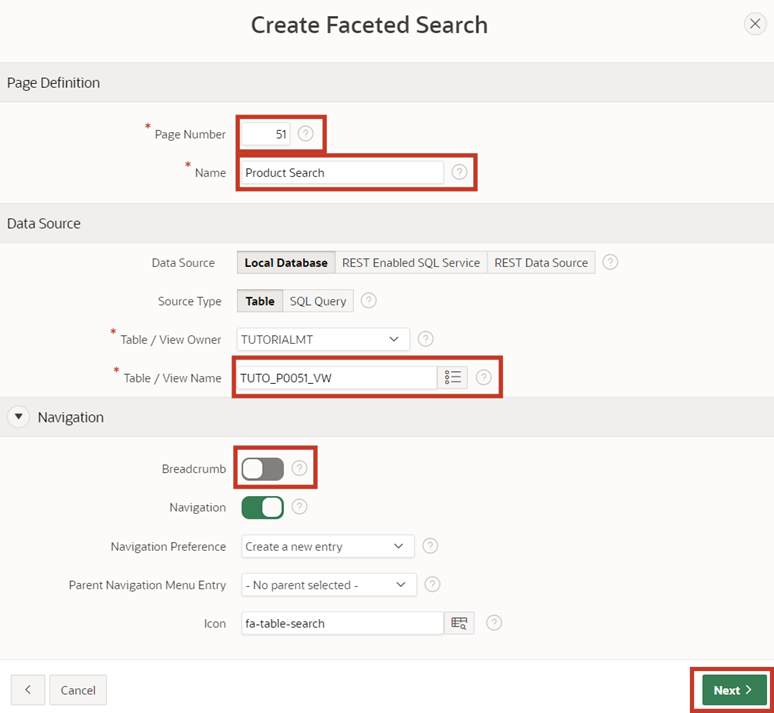 Create Faceted Search
Page Definition
* Page Number 51 ?
* Name Product Search ?
Data Source
Data Source Local Database REST Enabled SQL Service REST Data Source ?
Source Type Table SQL Query ?
* Table / View Owner TUTORIALMT ?
* Table / View Name TUTO_P0051_VW ?
Navigation
Breadcrumb ?
Navigation ?
Navigation Preference Create a new entry ?
Parent Navigation Menu Entry - No parent selected - ?
Icon fa-table-search ?
Cancel Next